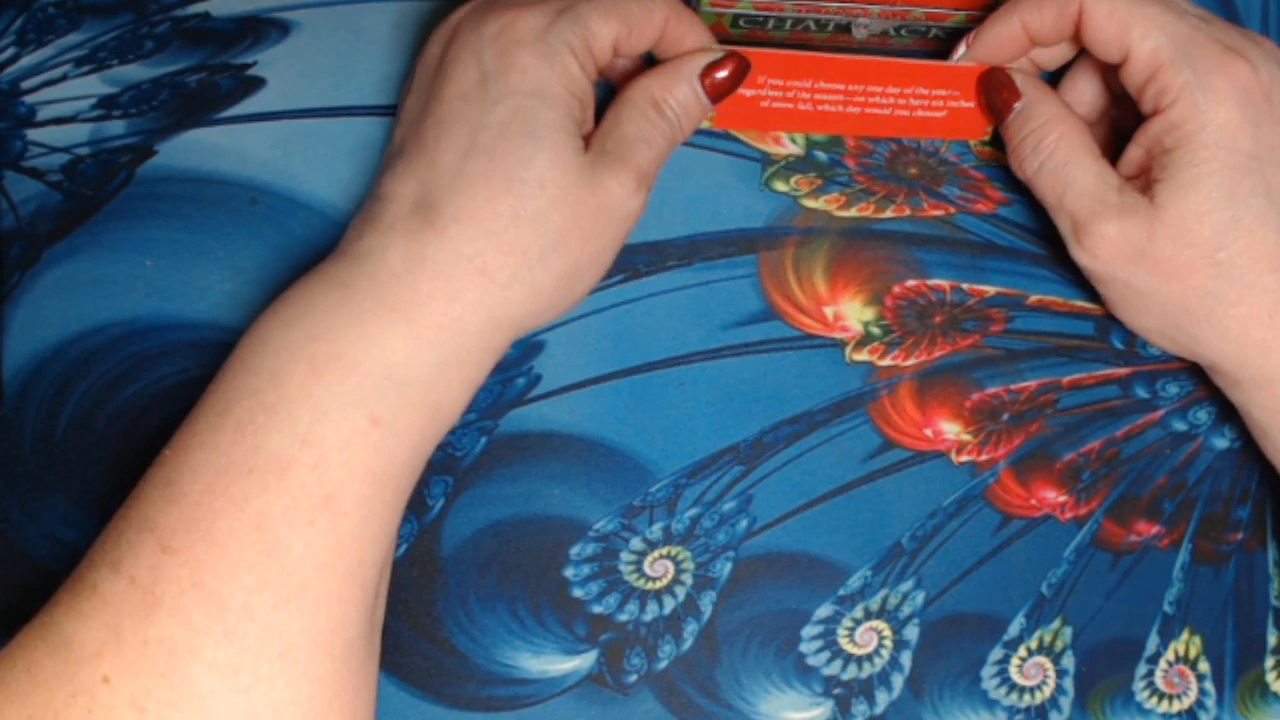 CHAT PACK
If you could choose any one day of the year—
regardless of the season—on which to have six inches
of snow fall, which day would you choose?